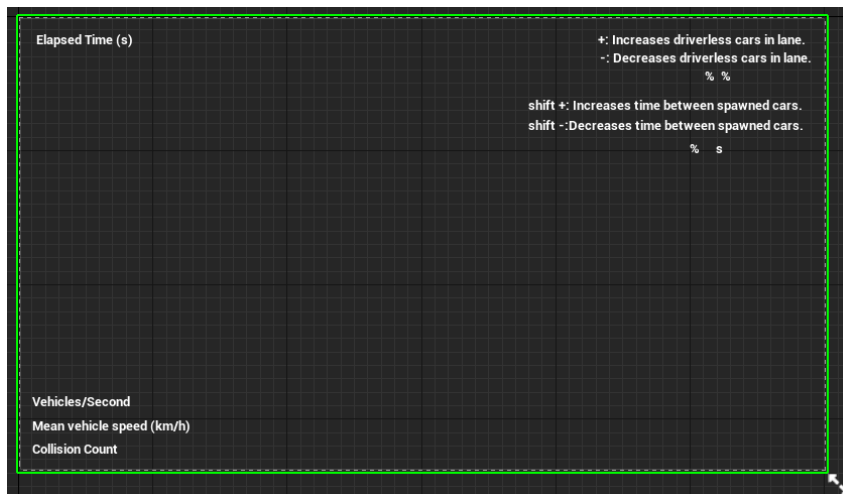 Elapsed Time (s)
+: Increases driverless cars in lane.
-: Decreases driverless cars in lane.
% %
shift +: Increases time between spawned cars.
shift -:Decreases time between spawned cars.
% s
Vehicles/Second
Mean vehicle speed (km/h)
Collision Count